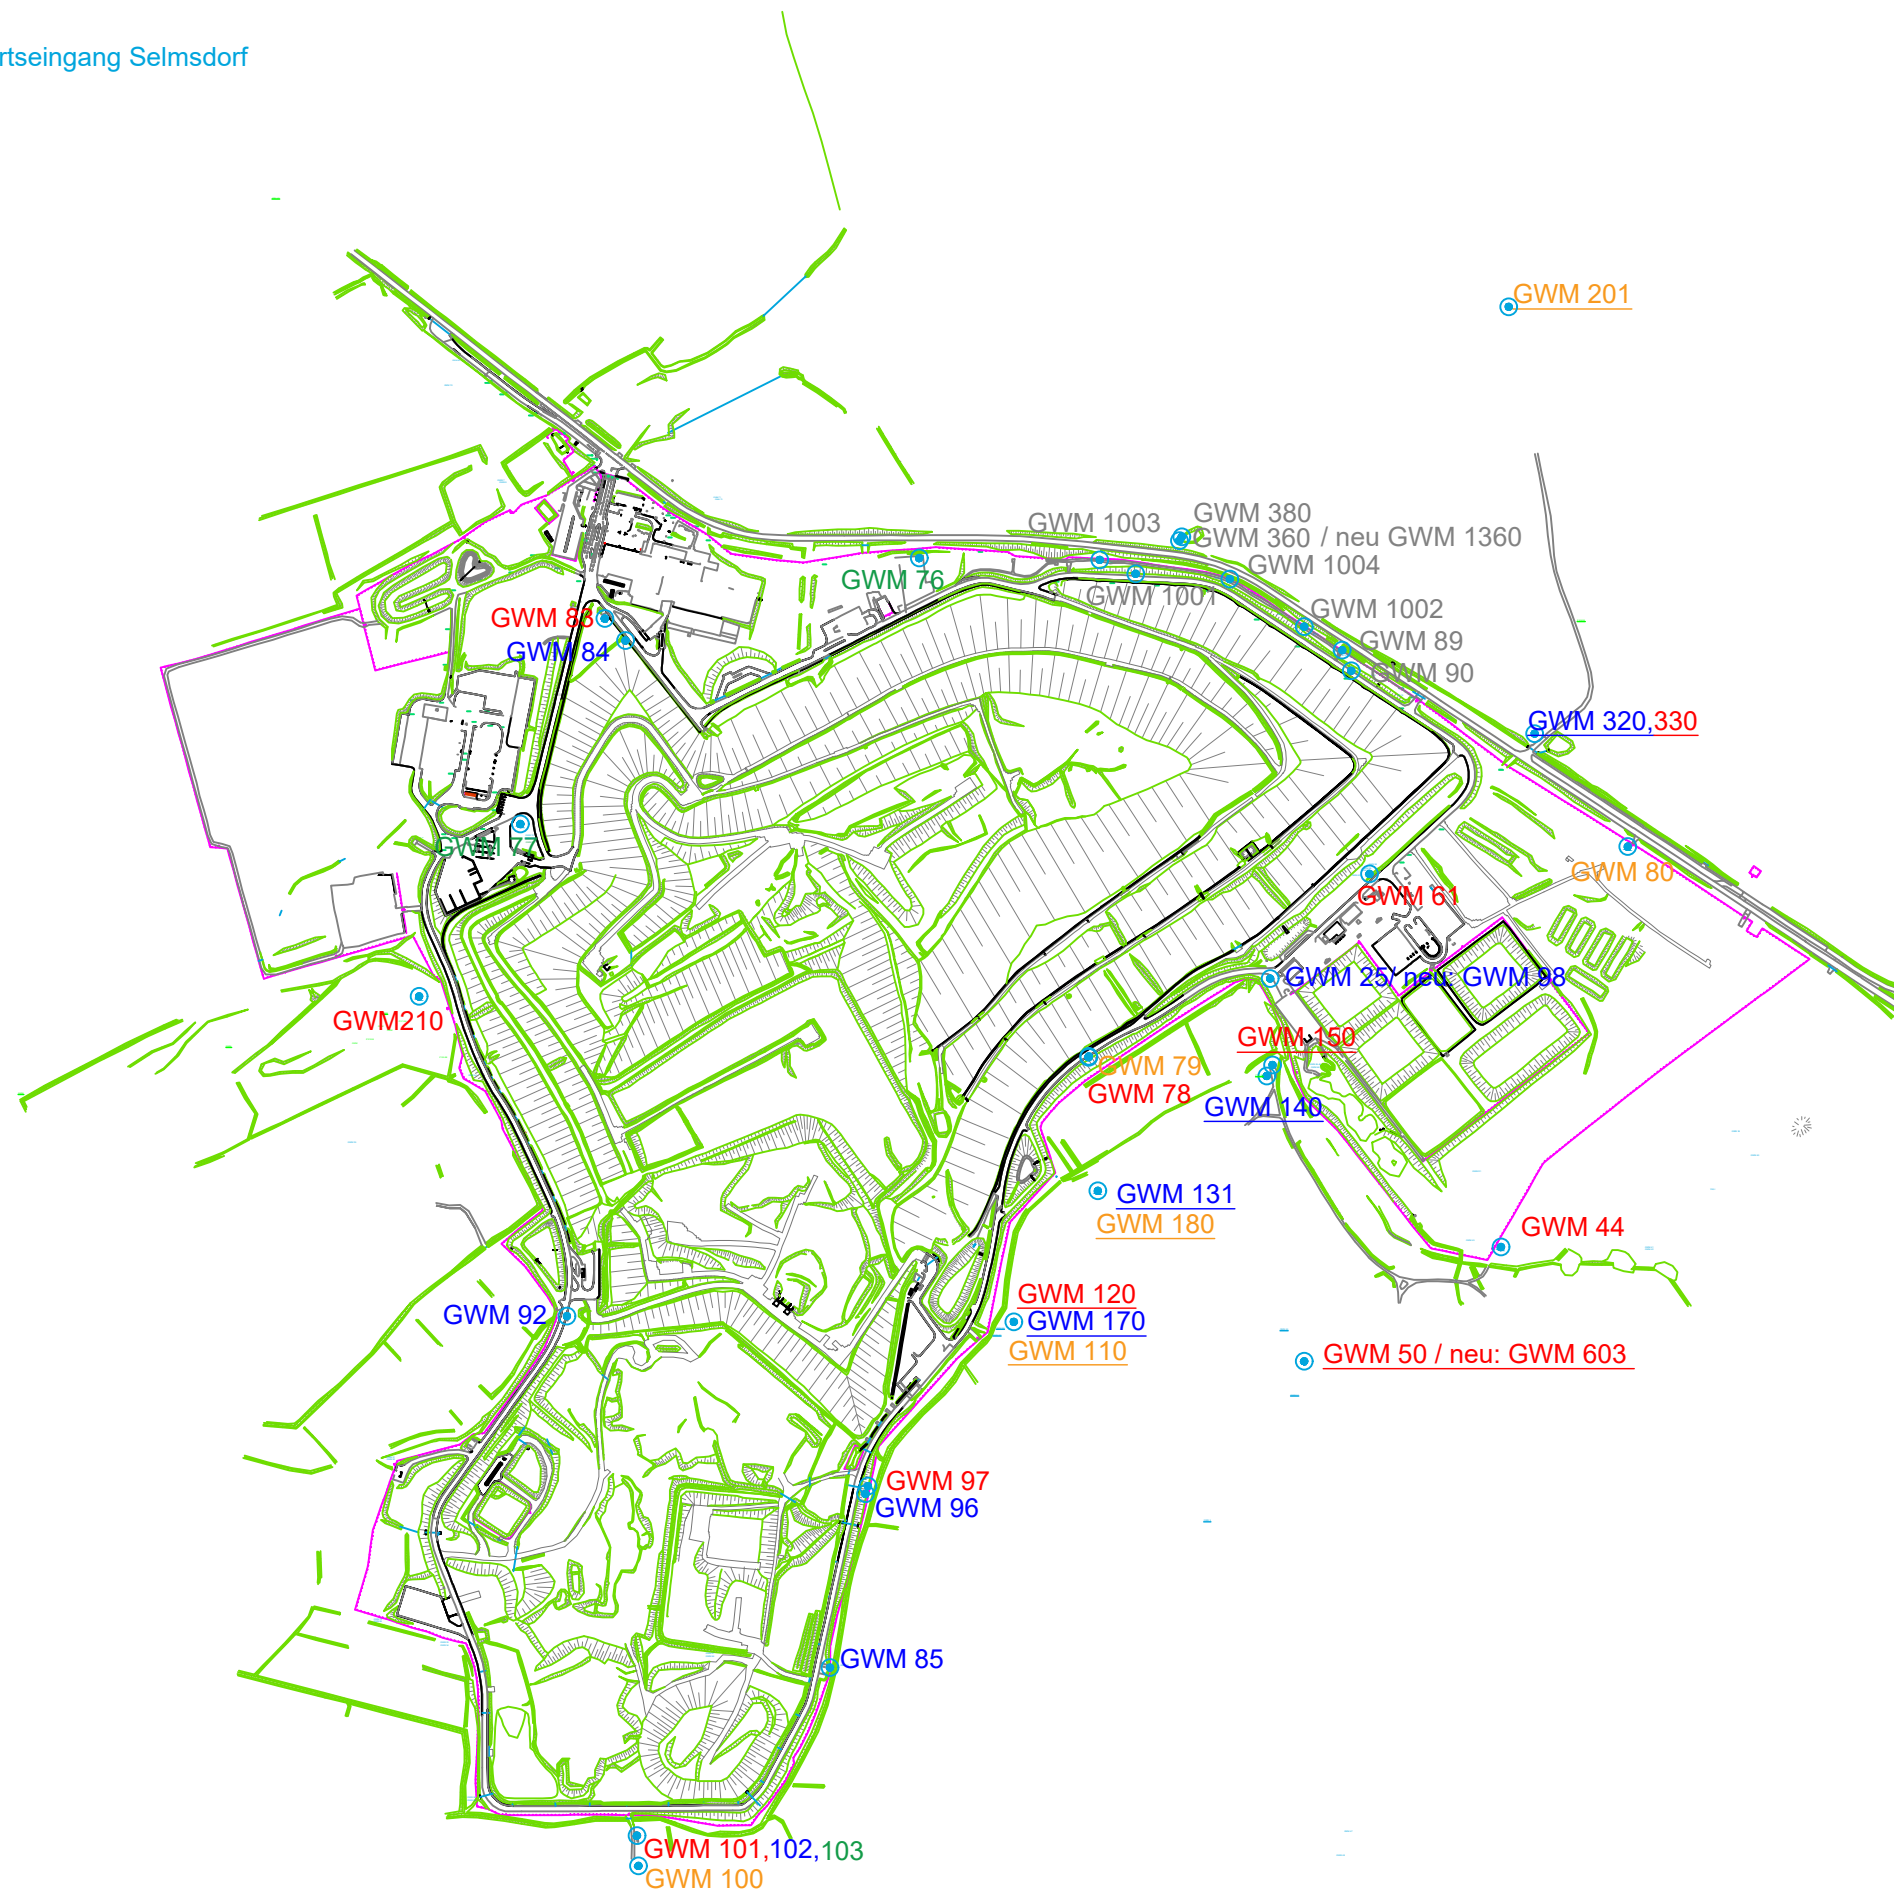 rtseingang Selmsdorf
GWM 201
GWM 380
GWM 1003
GWM 360 / neu GWM 1360
GWM 1004
GWM 76
GWM 1001
GWM 1002
GWM 83
GWM 89
GWM 84
GWM 90
GWM 320,330
GWM 77
GWM 80
GWM 61
GWM 25/ neu: GWM 98
GWM210
GWM 150
GWM 79
GWM 78
GWM 140
GWM 131
GWM 180
GWM 44
GWM 120
GWM 92
GWM 170
GWM 110
GWM 50 / neu: GWM 603
GWM 97
GWM 96
GWM 85
GWM 101,102,103
GWM 100